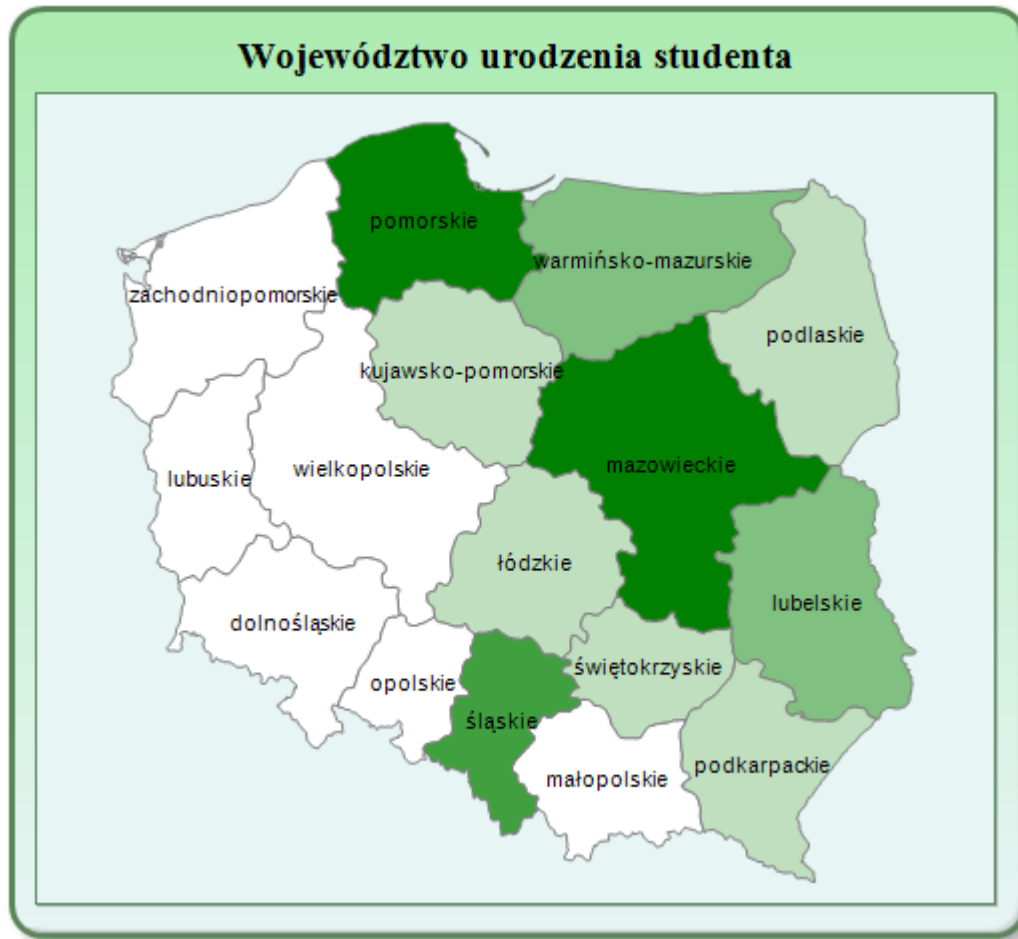 Województwo urodzenia studenta
pomorskie
warmińsko-mazurskie
zachodniopomorskie
podlaskie
kujawsko-pomorskie
mazowieckie
wielkopolskie
lubuskie
łódzkie
lubelskie
dolnośląskie
świętokrzyskie
opolskie
śląskie
podkarpackie
małopolskie